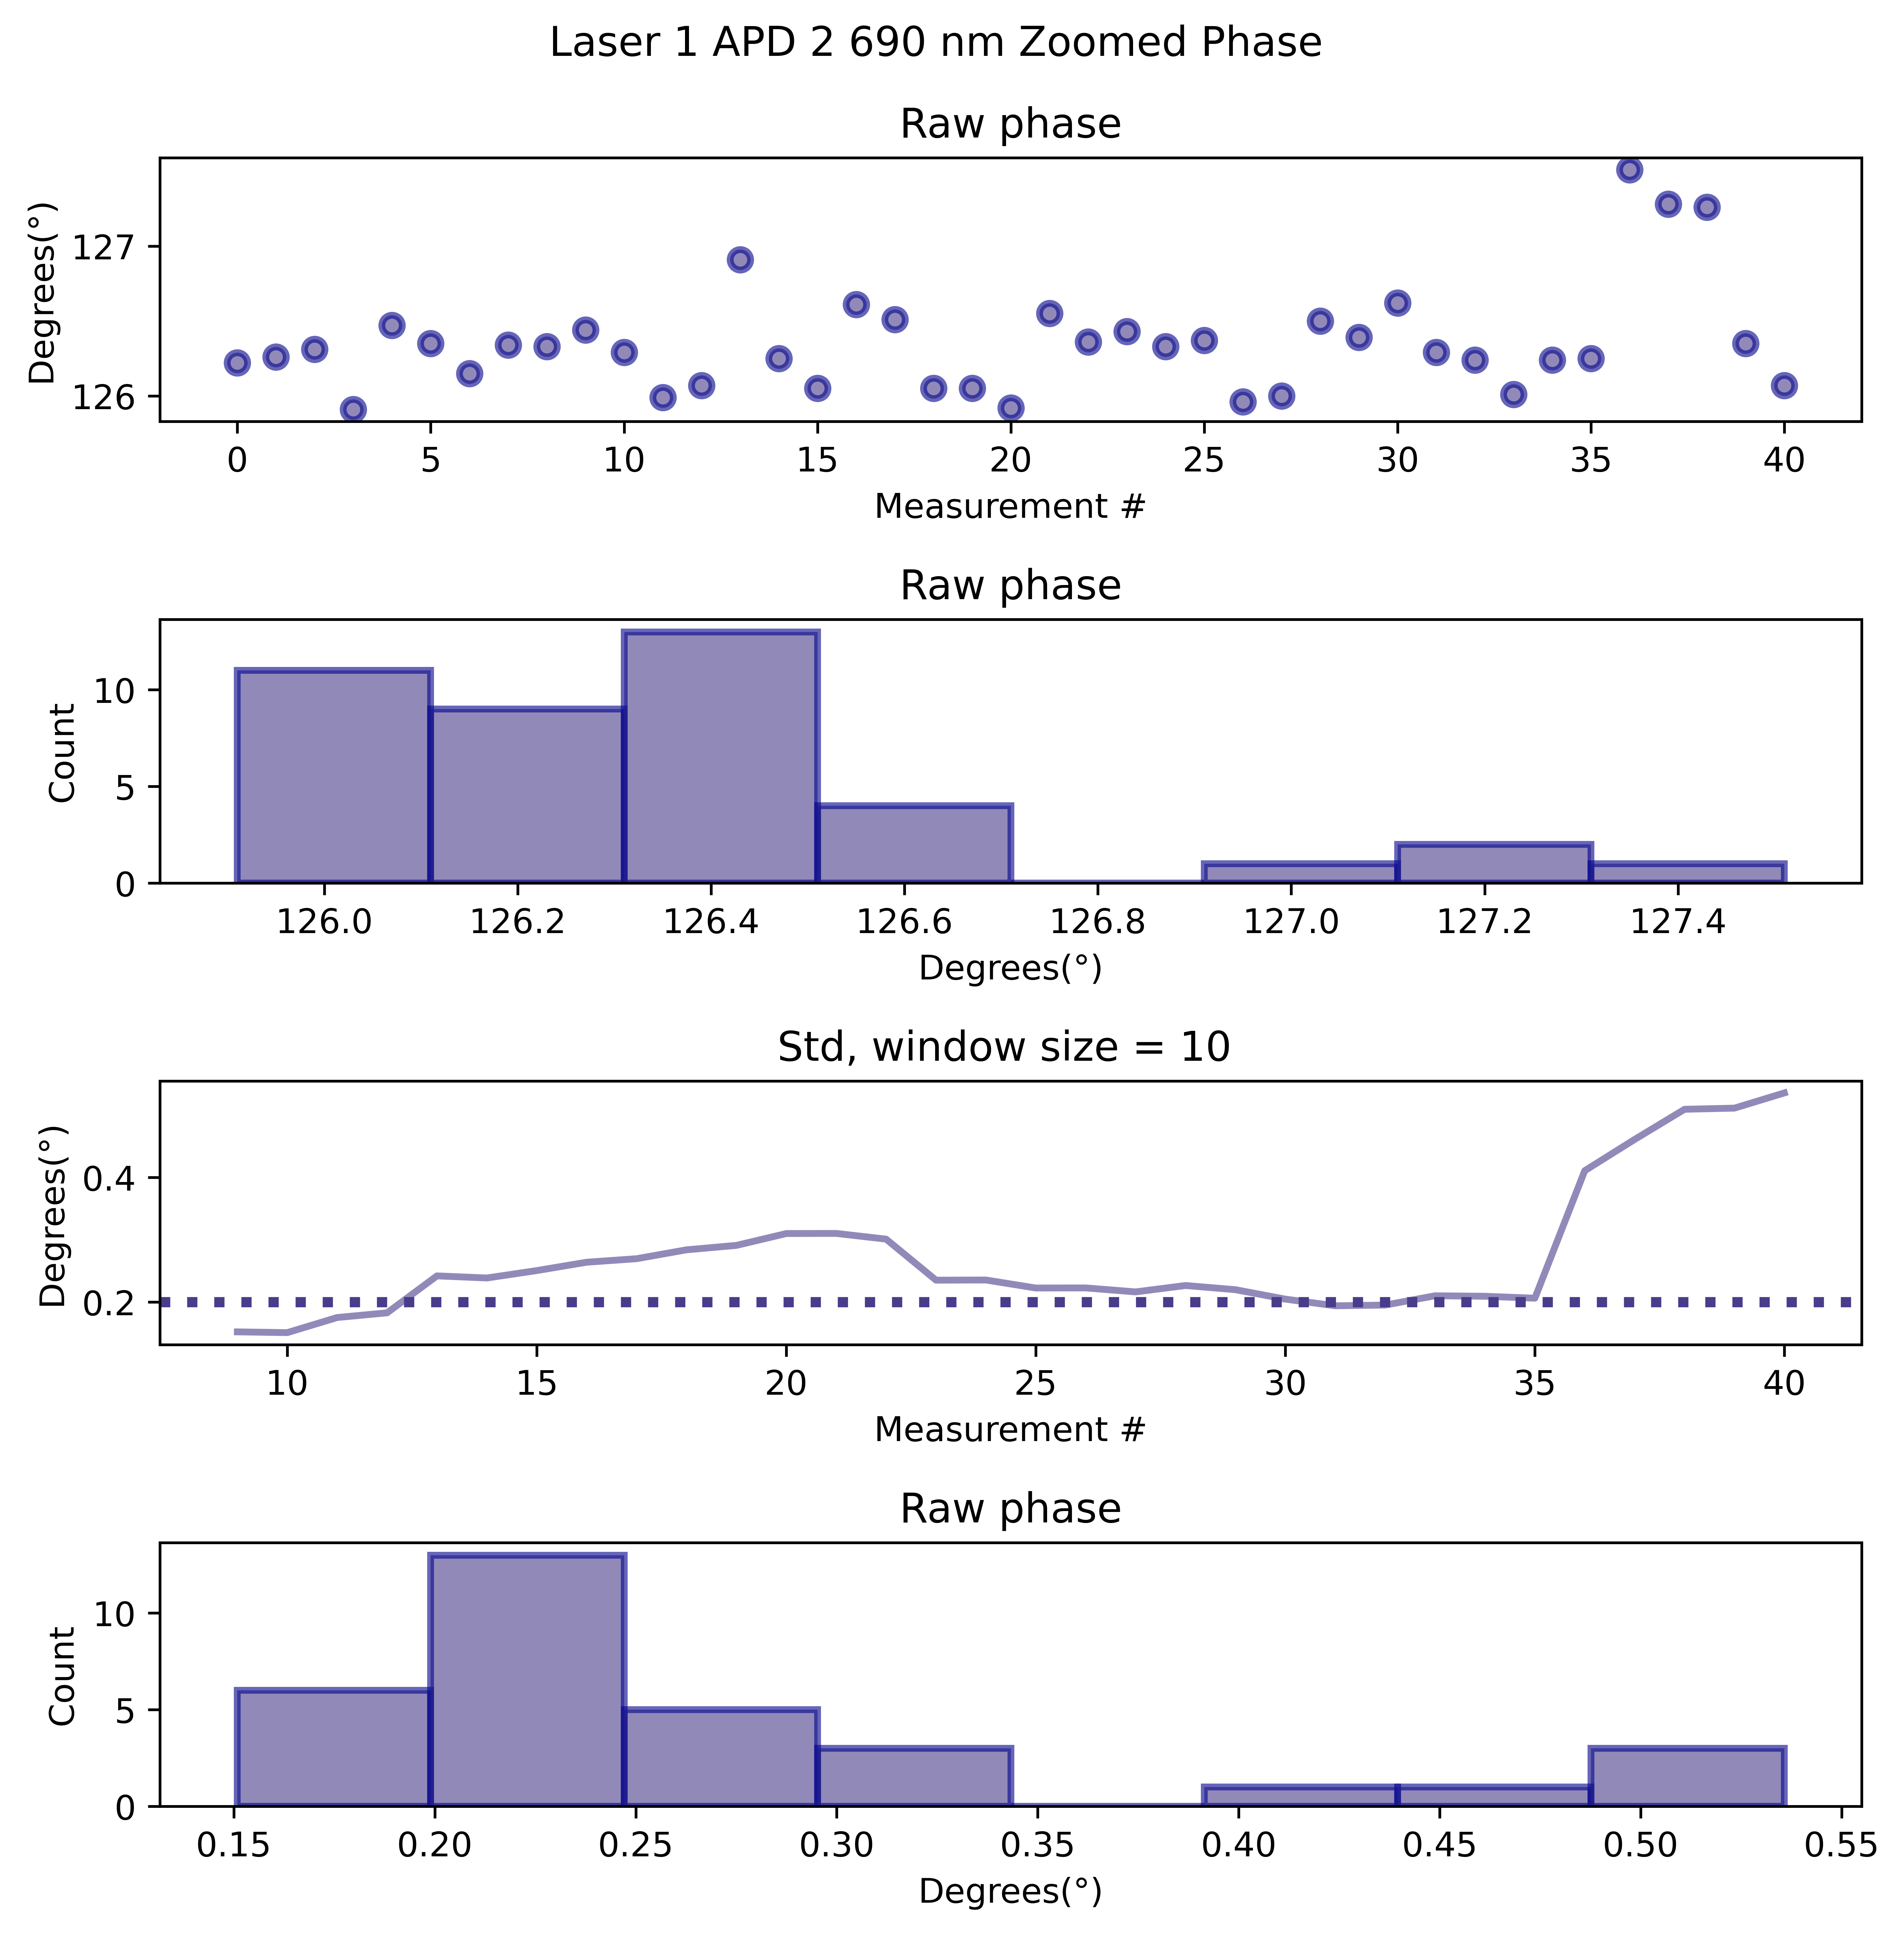 Laser 1 APD 2 690 nm Zoomed Phase
Raw phase
Degrees(°)
127
126
0 5 10 15 20 25 30 35 40
Measurement #
Raw phase
Count
10
5
0
126.0 126.2 126.4 126.6 126.8 127.0 127.2 127.4
Degrees(°)
Std, window size = 10
Degrees(°)
0.4
0.2
10 15 20 25 30 35 40
Measurement #
Raw phase
Count
10
5
0
0.15 0.20 0.25 0.30 0.35 0.40 0.45 0.50 0.55
Degrees(°)